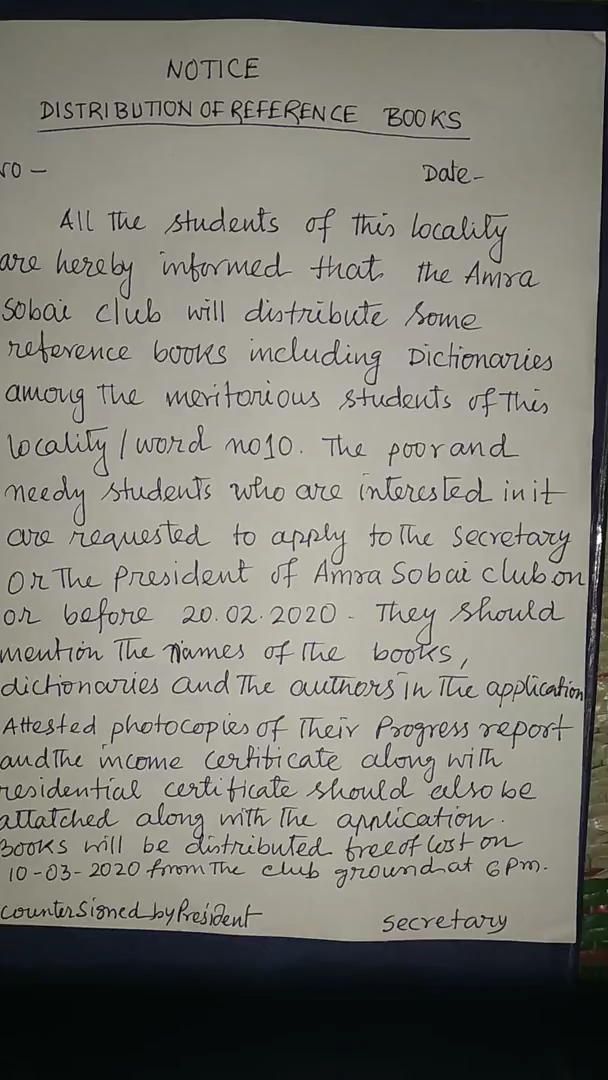 NOTICE
DISTRIBUTION OF REFERENCE BOOKS
No - Date-
All The students of this locality
are hereby informed that the Amra
Sobai club will distribute some
reference books including Dictionaries
among The meritorious students of This
locality / word no 10. The poor and
needy students who are interested in it
are requested to apply to The Secretary
Or The President of Amra Sobai club on
or before 20.02.2020. They should
mention The Names of The books,
dictionaries and The authors in The application
Attested photocopies of Their Progress report
and The income certificate along with
residential certificate should also be
attatched along with The application.
Books will be distributed free of cost on
10-03-2020 from The club ground at 6 Pm.
CounterSigned by President Secretary